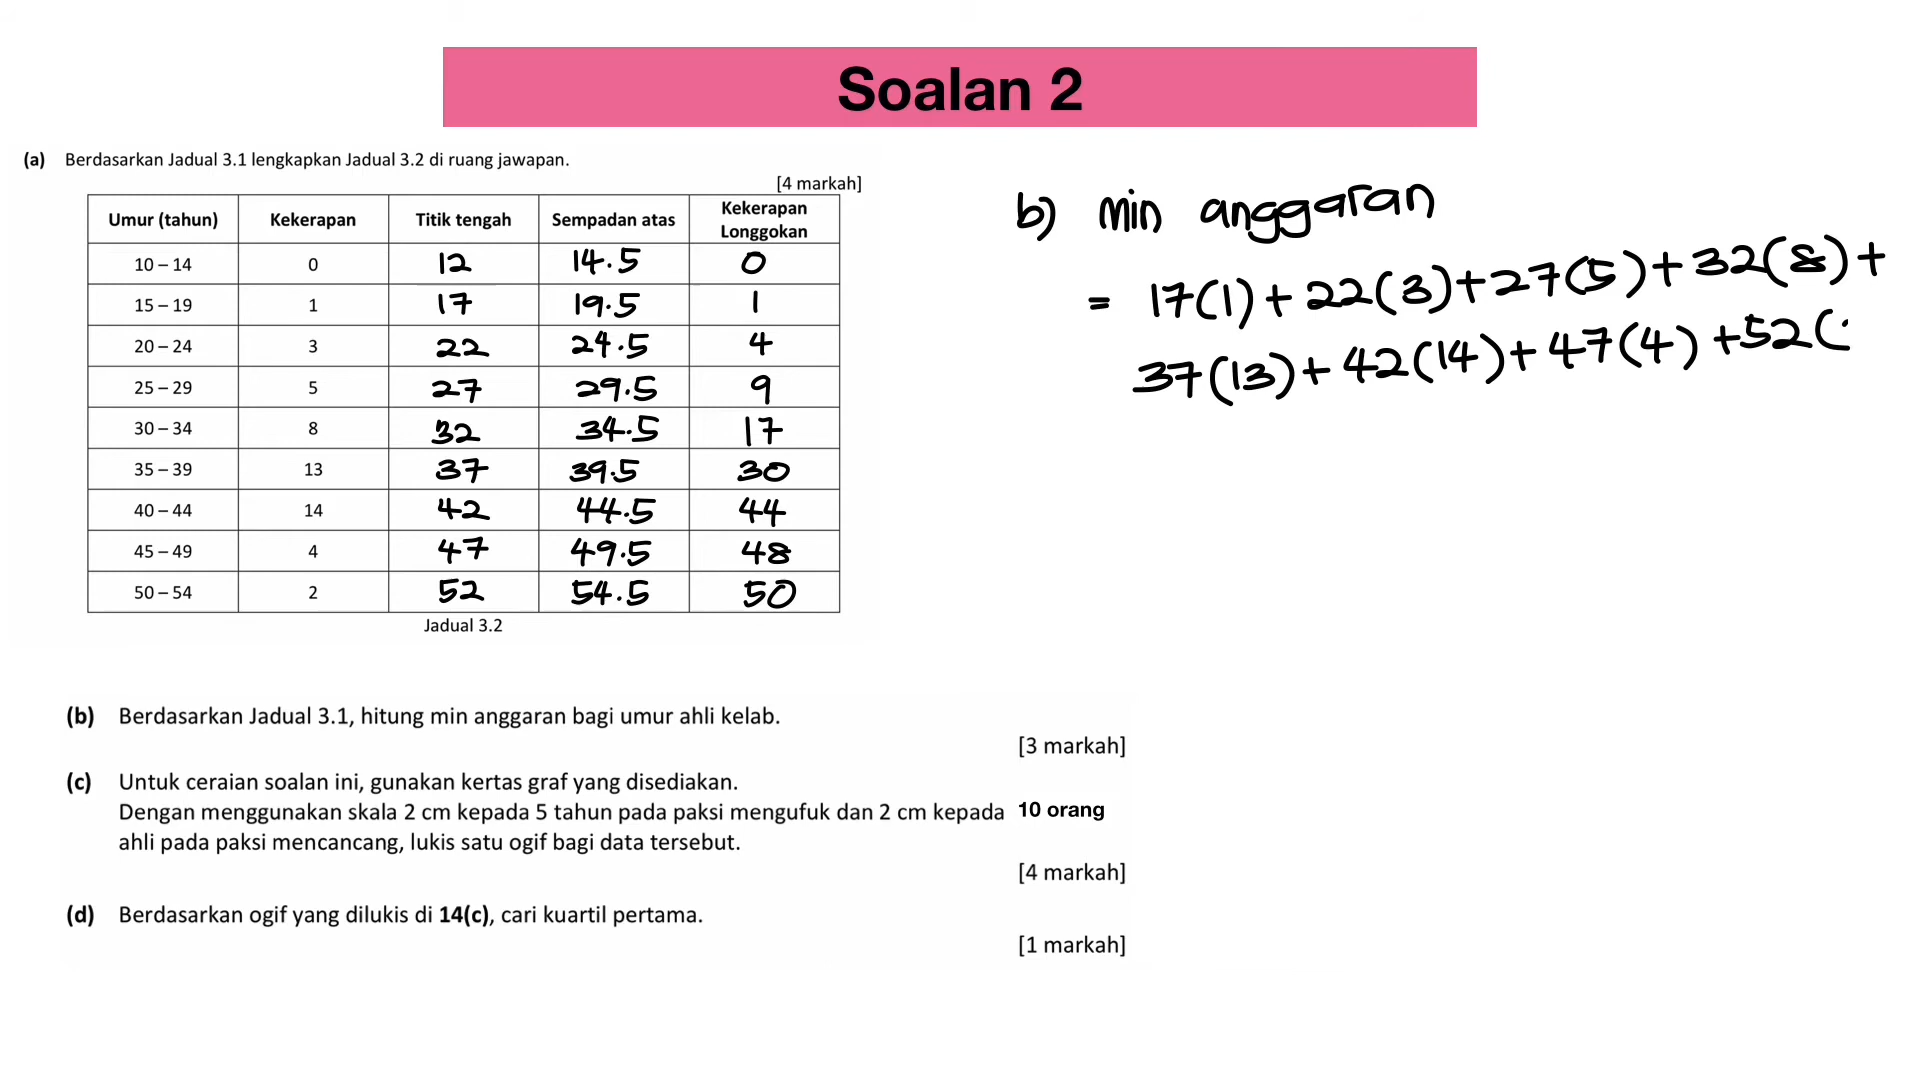 Soalan 2
(a) Berdasarkan Jadual 3.1 lengkapkan Jadual 3.2 di ruang jawapan.
[4 markah]
Umur (tahun) Kekerapan Titik tengah Sempadan atas Kekerapan Longgokan
10 – 14 0 12 14.5 0
15 – 19 1 17 19.5 1
20 – 24 3 22 24.5 4
25 – 29 5 27 29.5 9
30 – 34 8 32 34.5 17
35 – 39 13 37 39.5 30
40 – 44 14 42 44.5 44
45 – 49 4 47 49.5 48
50 – 54 2 52 54.5 50
Jadual 3.2
b) min anggaran
= 17(1) + 22(3) + 27(5) + 32(8) +
37(13) + 42(14) + 47(4) + 52(
(b) Berdasarkan Jadual 3.1, hitung min anggaran bagi umur ahli kelab.
[3 markah]
(c) Untuk ceraian soalan ini, gunakan kertas graf yang disediakan.
Dengan menggunakan skala 2 cm kepada 5 tahun pada paksi mengufuk dan 2 cm kepada 10 orang
ahli pada paksi mencancang, lukis satu ogif bagi data tersebut.
[4 markah]
(d) Berdasarkan ogif yang dilukis di 14(c), cari kuartil pertama.
[1 markah]